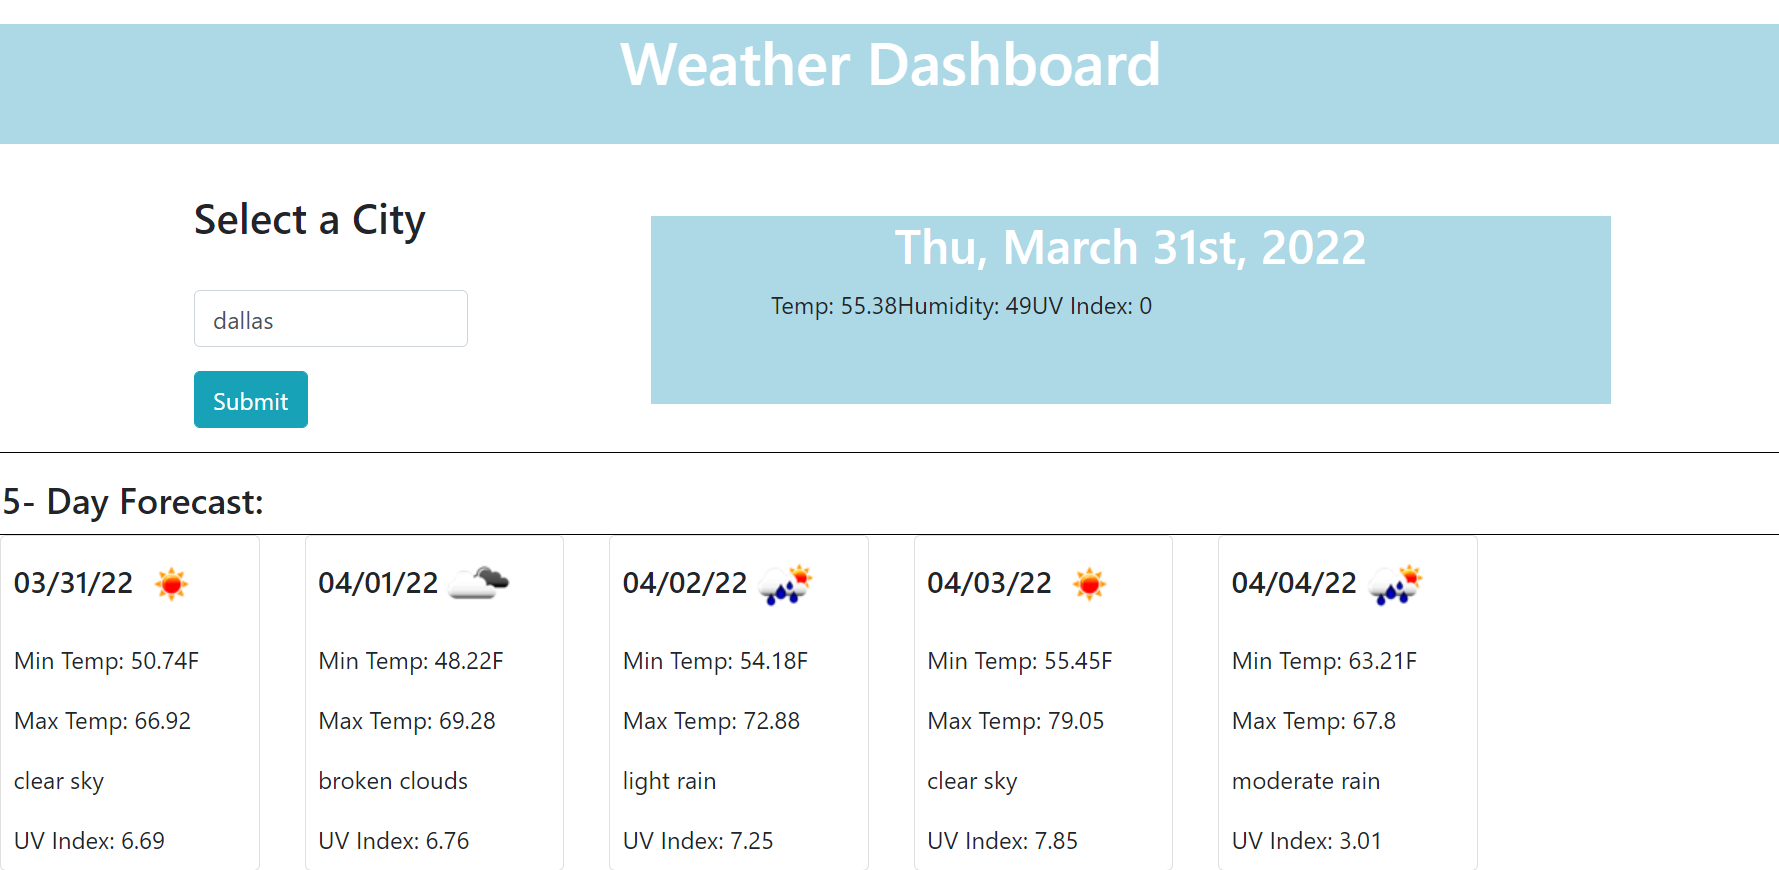 Weather Dashboard
Select a City
dallas
Submit
Thu, March 31st, 2022
Temp: 55.38Humidity: 49UV Index: 0
5- Day Forecast:
03/31/22
Min Temp: 50.74F
Max Temp: 66.92
clear sky
UV Index: 6.69
04/01/22
Min Temp: 48.22F
Max Temp: 69.28
broken clouds
UV Index: 6.76
04/02/22
Min Temp: 54.18F
Max Temp: 72.88
light rain
UV Index: 7.25
04/03/22
Min Temp: 55.45F
Max Temp: 79.05
clear sky
UV Index: 7.85
04/04/22
Min Temp: 63.21F
Max Temp: 67.8
moderate rain
UV Index: 3.01